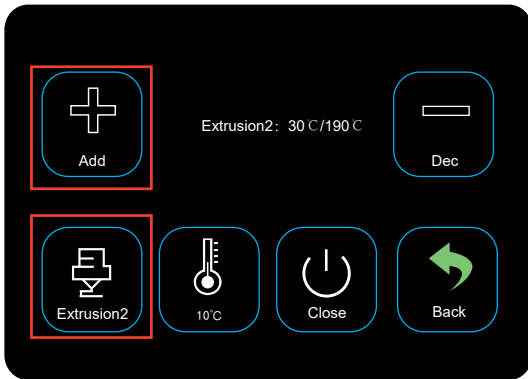 Extrusion2: 30℃/190℃
Add
Dec
Extrusion2
10℃
Close
Back